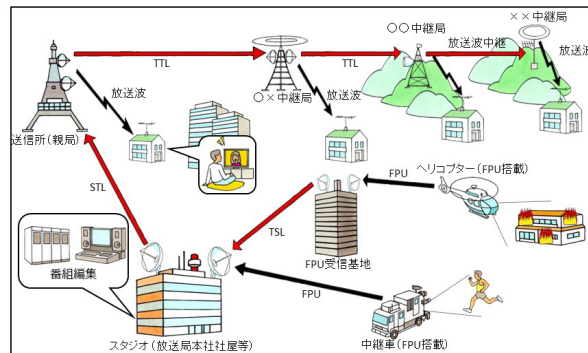 ××中継局
○○中継局
放送波中継
放送波
TTL
TTL
○×中継局
放送波
放送波
送信所(親局)
STL
ヘリコプター(FPU搭載)
FPU
TSL
FPU受信基地
番組編集
FPU
スタジオ(放送局本社社屋等)
中継車(FPU搭載)